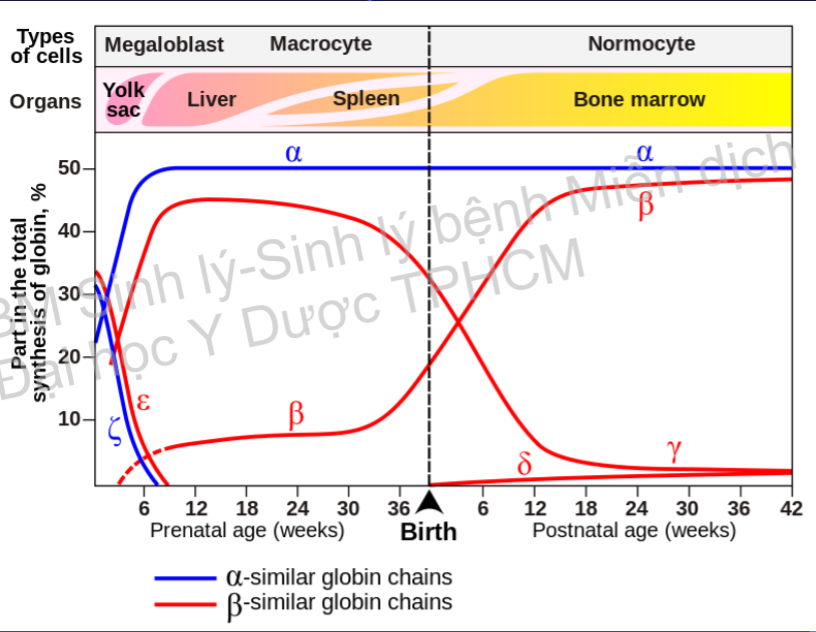 Types
of cells
Megaloblast Macrocyte Normocyte
Organs
Yolk
sac
Liver Spleen Bone marrow
Part in the total
synthesis of globin, %
50
40
30
20
10
α α
β
ε
ζ
β
γ
δ
6 12 18 24 30 36 6 12 18 24 30 36 42
Prenatal age (weeks) Birth Postnatal age (weeks)
α-similar globin chains
β-similar globin chains
BM Sinh lý-Sinh lý bệnh Miễn dịch
Đại học Y Dược TPHCM